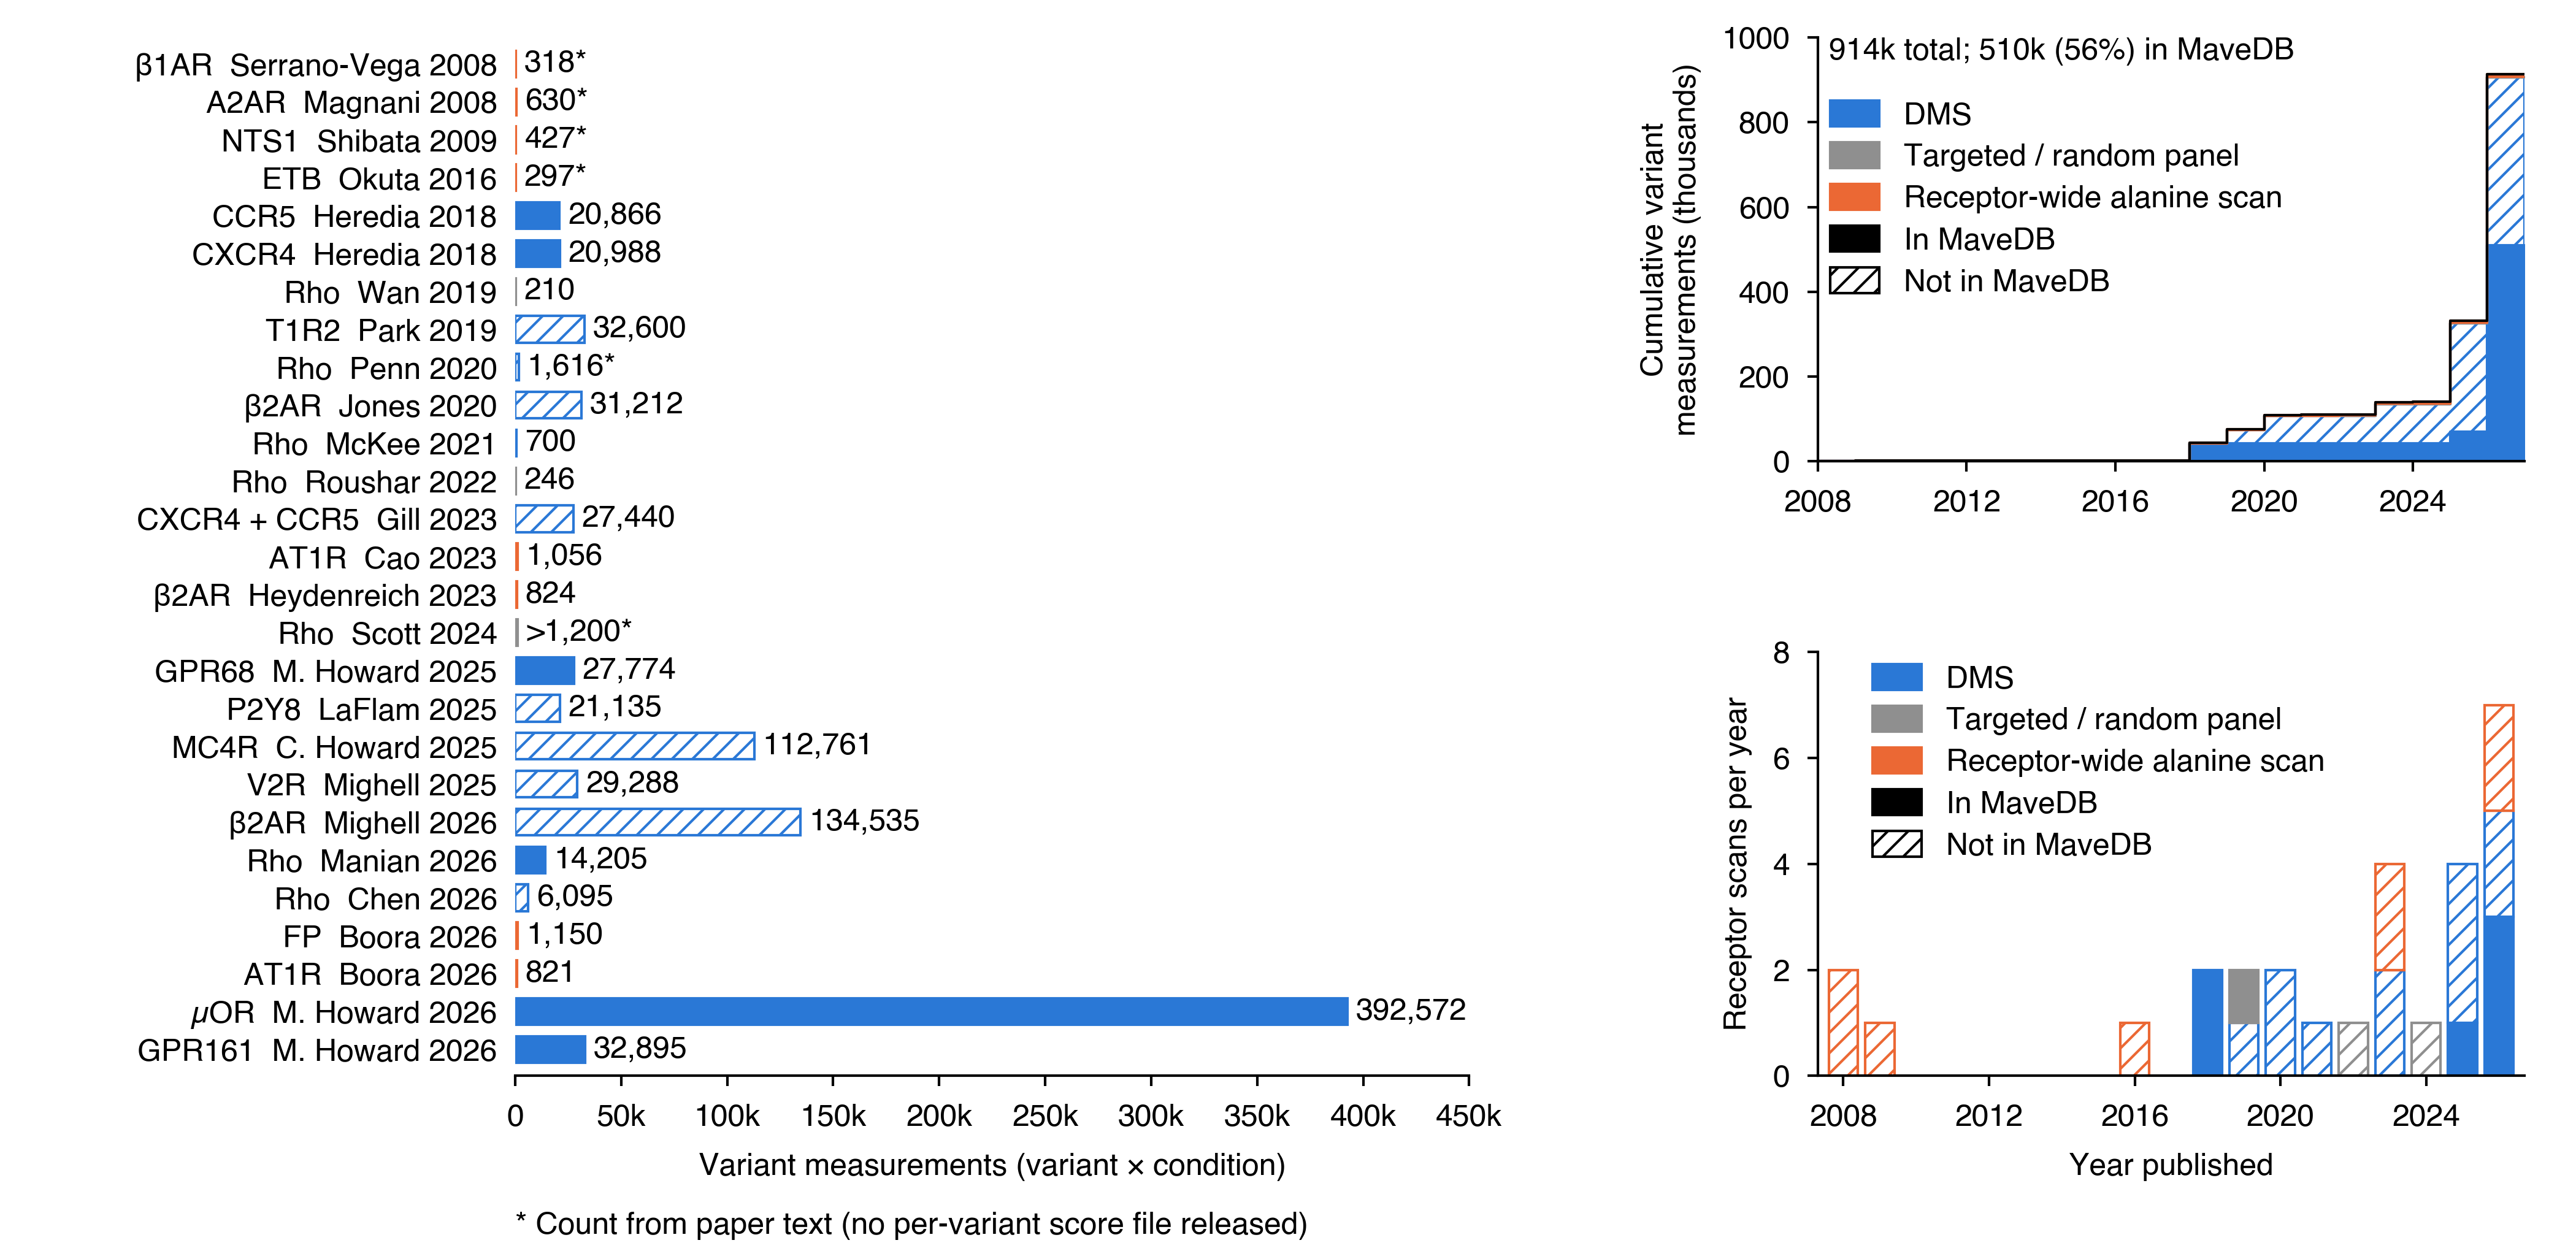 β1AR Serrano-Vega 2008 318*
A2AR Magnani 2008 630*
NTS1 Shibata 2009 427*
ETB Okuta 2016 297*
CCR5 Heredia 2018 20,866
CXCR4 Heredia 2018 20,988
Rho Wan 2019 210
T1R2 Park 2019 32,600
Rho Penn 2020 1,616*
β2AR Jones 2020 31,212
Rho McKee 2021 700
Rho Roushar 2022 246
CXCR4 + CCR5 Gill 2023 27,440
AT1R Cao 2023 1,056
β2AR Heydenreich 2023 824
Rho Scott 2024 >1,200*
GPR68 M. Howard 2025 27,774
P2Y8 LaFlam 2025 21,135
MC4R C. Howard 2025 112,761
V2R Mighell 2025 29,288
β2AR Mighell 2026 134,535
Rho Manian 2026 14,205
Rho Chen 2026 6,095
FP Boora 2026 1,150
AT1R Boora 2026 821
μOR M. Howard 2026 392,572
GPR161 M. Howard 2026 32,895
0 50k 100k 150k 200k 250k 300k 350k 400k 450k
Variant measurements (variant × condition)
* Count from paper text (no per-variant score file released)
Cumulative variant
measurements (thousands)
1000
800
600
400
200
0
914k total; 510k (56%) in MaveDB
DMS
Targeted / random panel
Receptor-wide alanine scan
In MaveDB
Not in MaveDB
2008 2012 2016 2020 2024
Receptor scans per year
8
6
4
2
0
DMS
Targeted / random panel
Receptor-wide alanine scan
In MaveDB
Not in MaveDB
2008 2012 2016 2020 2024
Year published